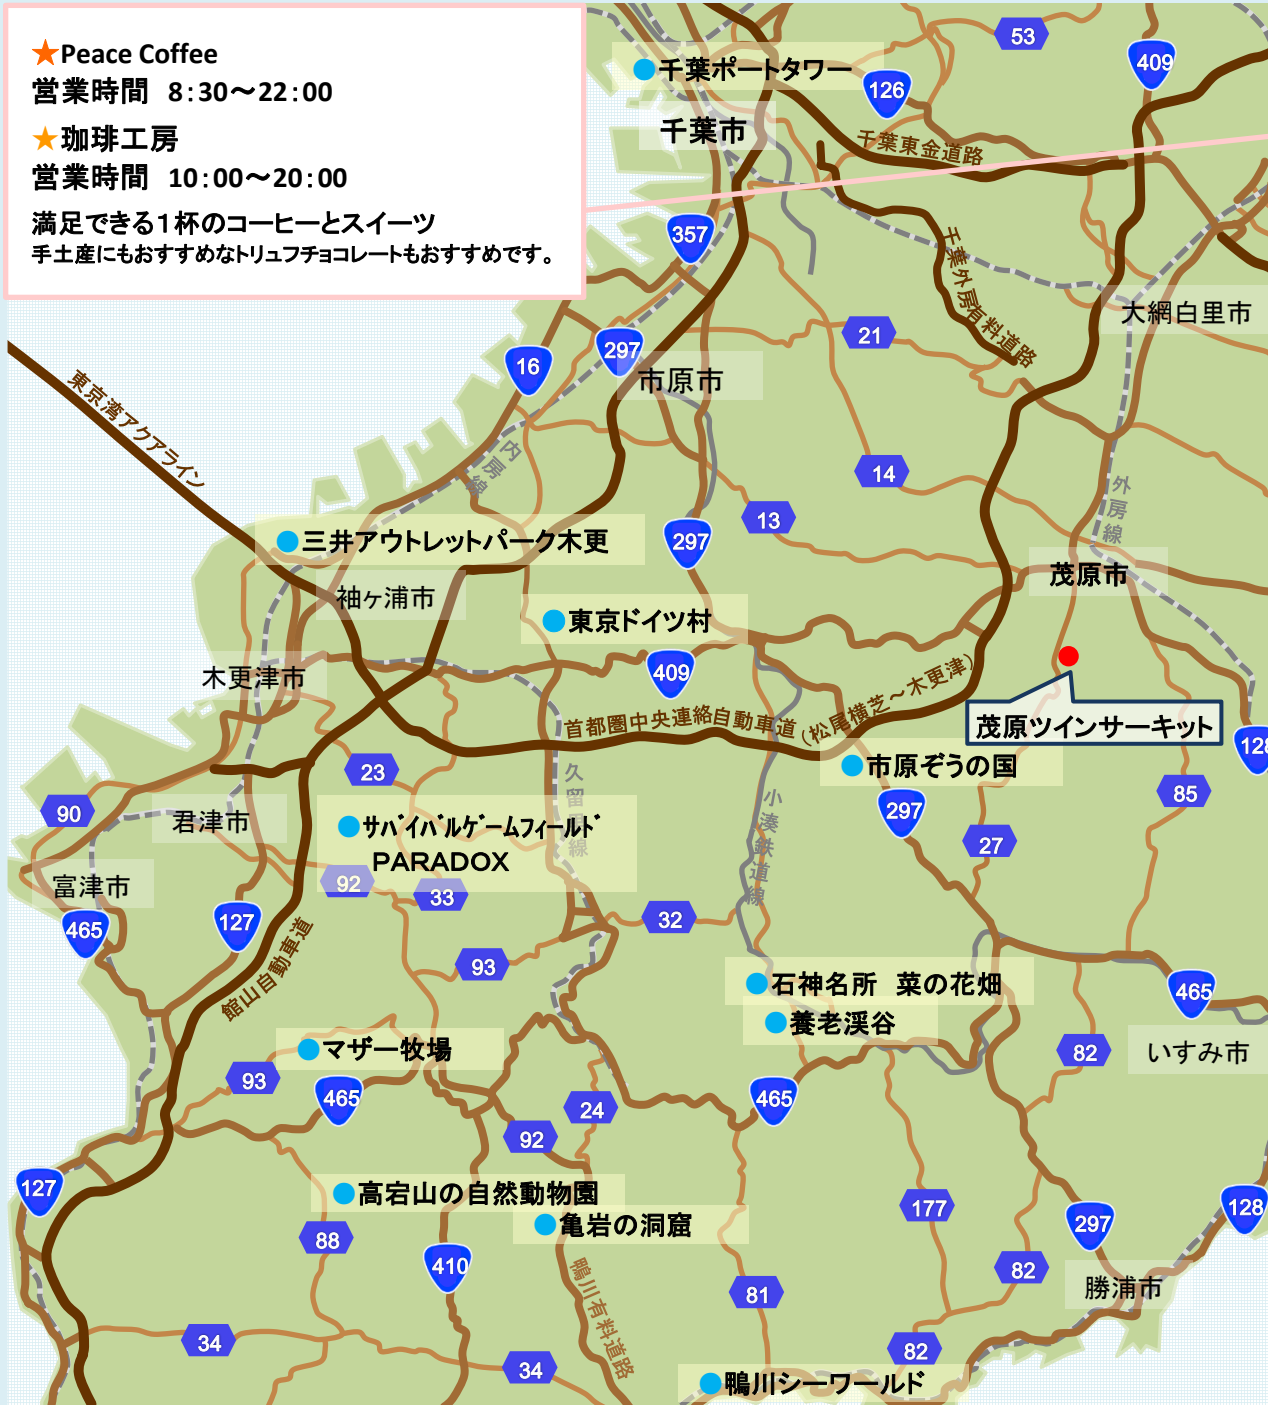 ★Peace Coffee
営業時間　8:30～22:00
★珈琲工房
営業時間　10:00～20:00
満足できる1杯のコーヒーとスイーツ
手土産にもおすすめなトリュフチョコレートもおすすめです。
53
409
千葉ポートタワー
126
千葉市
千葉東金道路
357
千葉外房有料道路
大網白里市
21
297
16
市原市
東京湾アクアライン
内房線
14
外房線
13
297
三井アウトレットパーク木更
茂原市
袖ヶ浦市
東京ドイツ村
409
木更津市
茂原ツインサーキット
首都圏中央連絡自動車道（松尾横芝～木更津）
128
市原ぞうの国
23
久留里線
小湊鉄道線
85
90
君津市
297
サバイバルゲームフィールド
PARADOX
27
92
33
富津市
465
127
32
館山自動車道
93
石神名所　菜の花畑
465
養老渓谷
マザー牧場
82
いすみ市
93
465
24
465
92
127
高宕山の自然動物園
177
128
亀岩の洞窟
297
88
410
82
鴨川有料道路
81
勝浦市
34
82
34
鴨川シーワールド